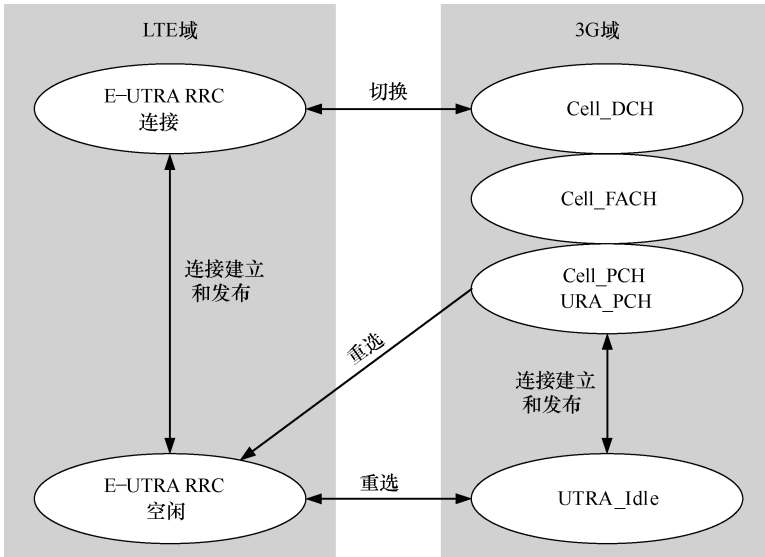 LTE域
3G域
E-UTRA RRC
连接
切换
Cell_DCH
Cell_FACH
连接建立
和发布
Cell_PCH
URA_PCH
重选
连接建立
和发布
E-UTRA RRC
空闲
重选
UTRA_Idle